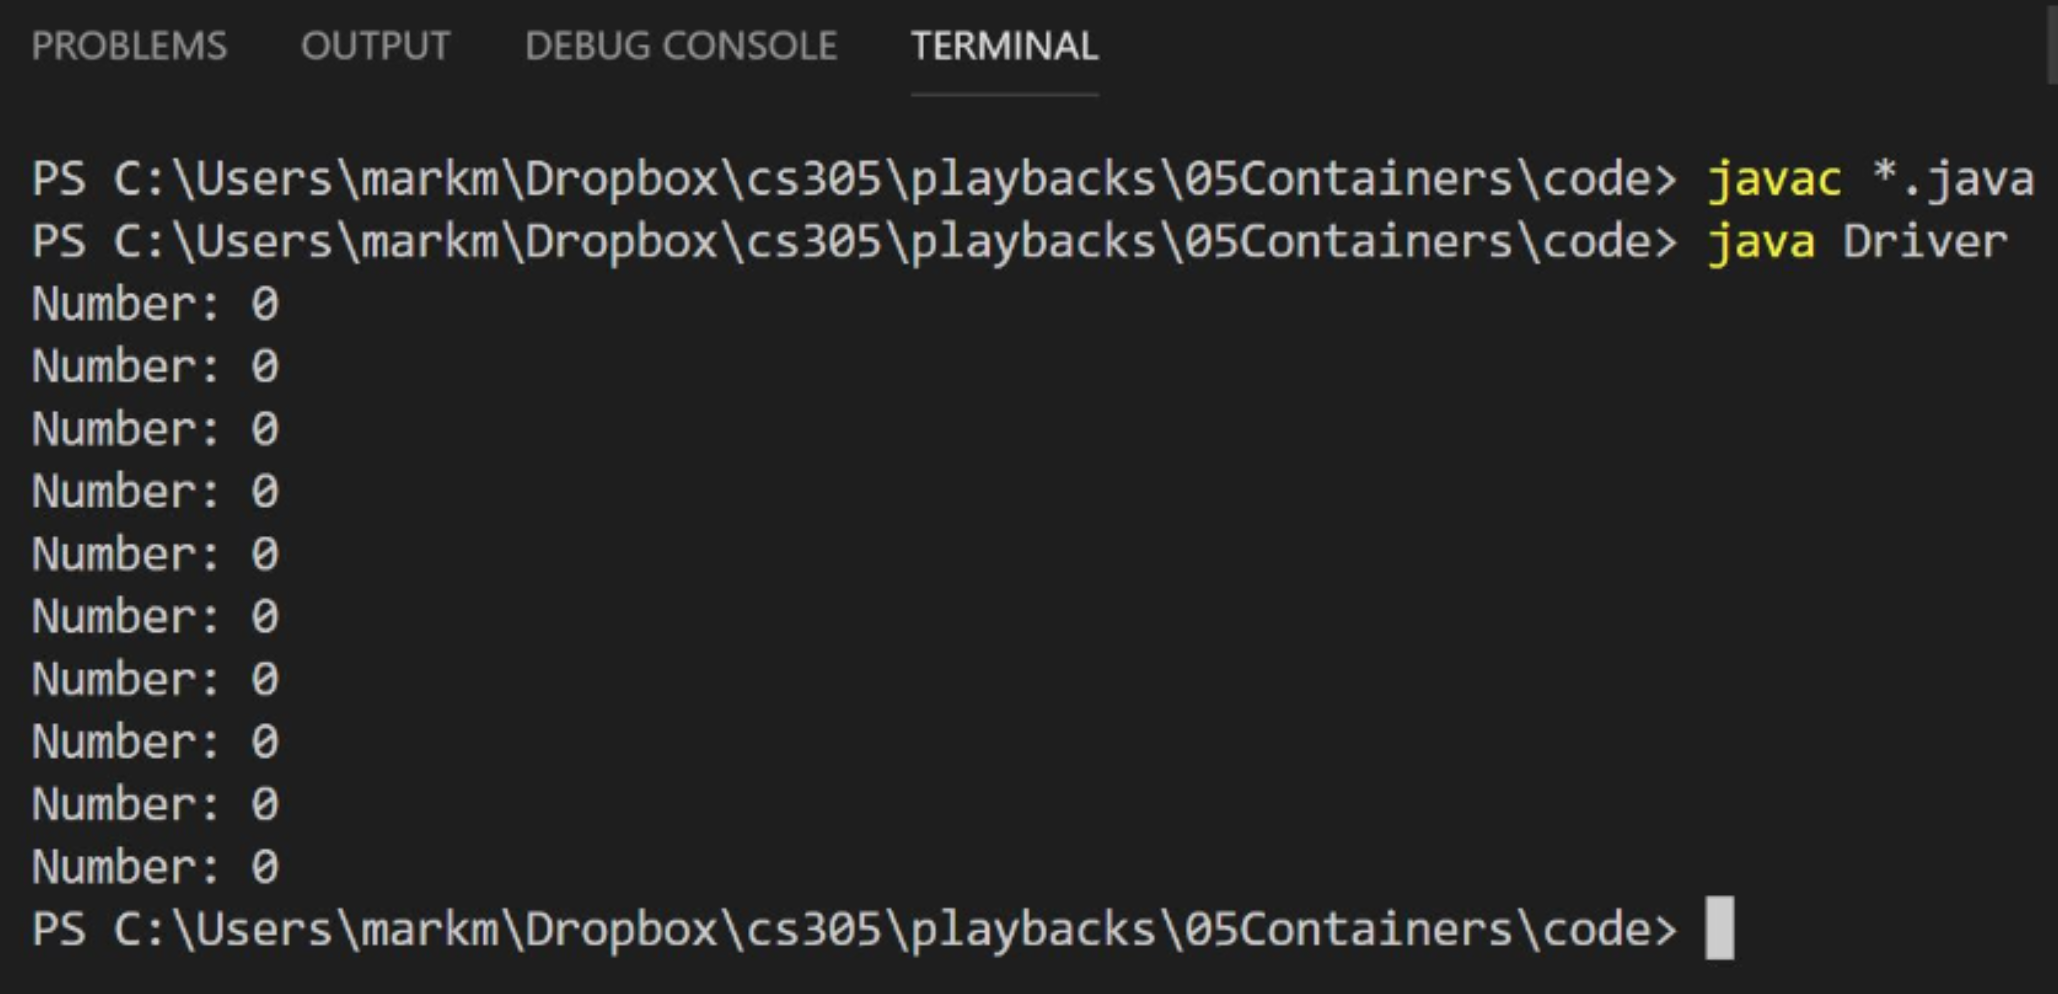 PROBLEMS OUTPUT DEBUG CONSOLE TERMINAL
PS C:\Users\markm\Dropbox\cs305\playbacks\05Containers\code> javac *.java
PS C:\Users\markm\Dropbox\cs305\playbacks\05Containers\code> java Driver
Number: 0
Number: 0
Number: 0
Number: 0
Number: 0
Number: 0
Number: 0
Number: 0
Number: 0
Number: 0
PS C:\Users\markm\Dropbox\cs305\playbacks\05Containers\code>